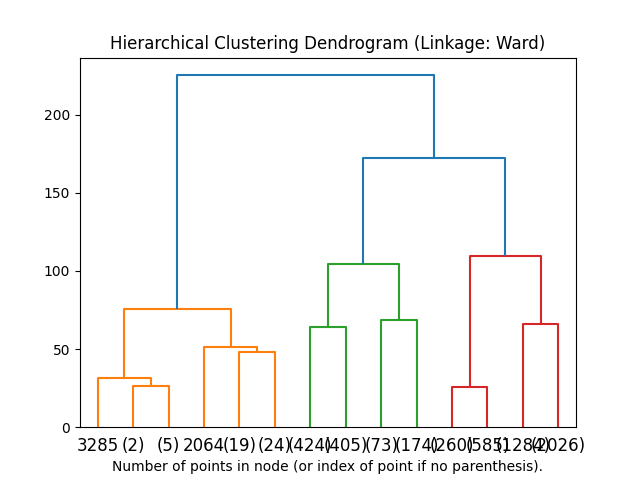 Hierarchical Clustering Dendrogram (Linkage: Ward)
200
150
100
50
0
3285 (2) (5) 2064 (19) (24) (424) (405) (73) (174) (260) (585) (1284) (2026)
Number of points in node (or index of point if no parenthesis).